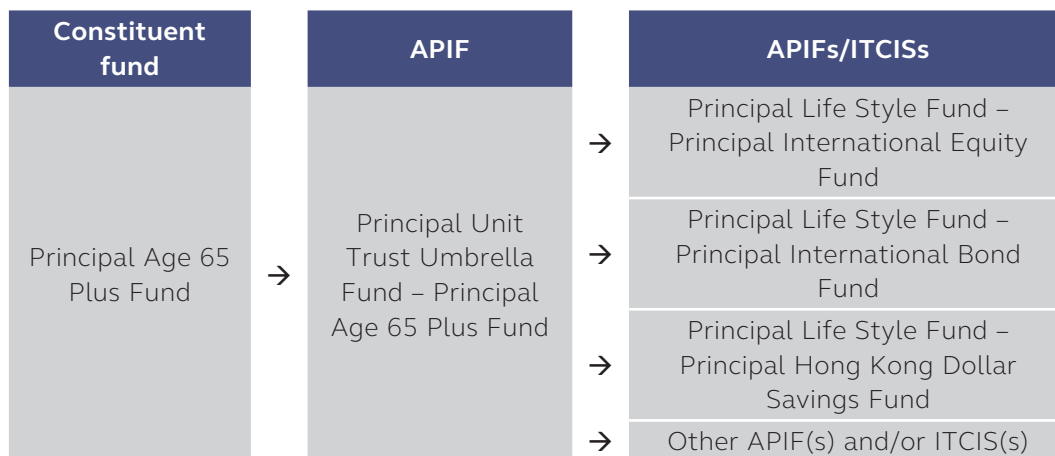 Constituent
fund
APIF
APIFs/ITCISs
Principal Age 65
Plus Fund
→
Principal Unit
Trust Umbrella
Fund – Principal
Age 65 Plus Fund
→
Principal Life Style Fund –
Principal International Equity
Fund
→
Principal Life Style Fund –
Principal International Bond
Fund
→
Principal Life Style Fund –
Principal Hong Kong Dollar
Savings Fund
→
Other APIF(s) and/or ITCIS(s)